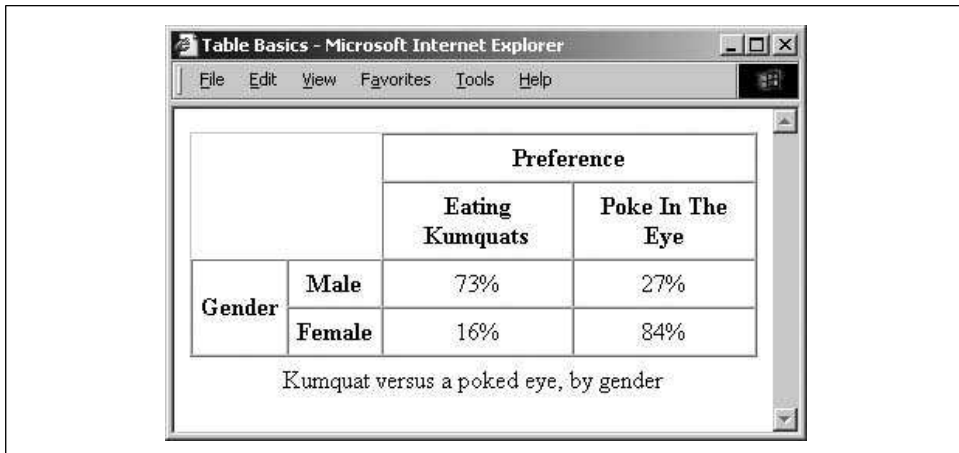 Table Basics - Microsoft Internet Explorer
File Edit View Favorites Tools Help
Preference
Eating Kumquats
Poke In The Eye
Gender
Male 73% 27%
Female 16% 84%
Kumquat versus a poked eye, by gender